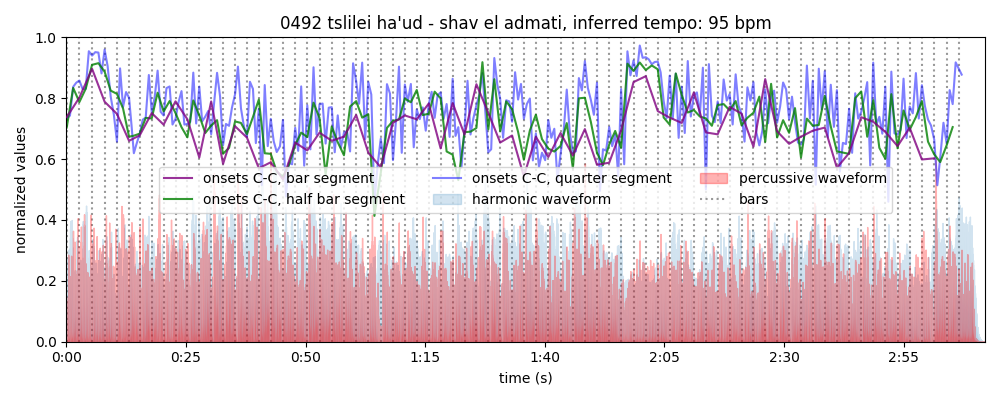 0492 tslilei ha'ud - shav el admati, inferred tempo: 95 bpm
1.0
0.8
0.6
0.4
0.2
0.0
normalized values
onsets C-C, bar segment
onsets C-C, half bar segment
onsets C-C, quarter segment
harmonic waveform
percussive waveform
bars
0:00 0:25 0:50 1:15 1:40 2:05 2:30 2:55
time (s)